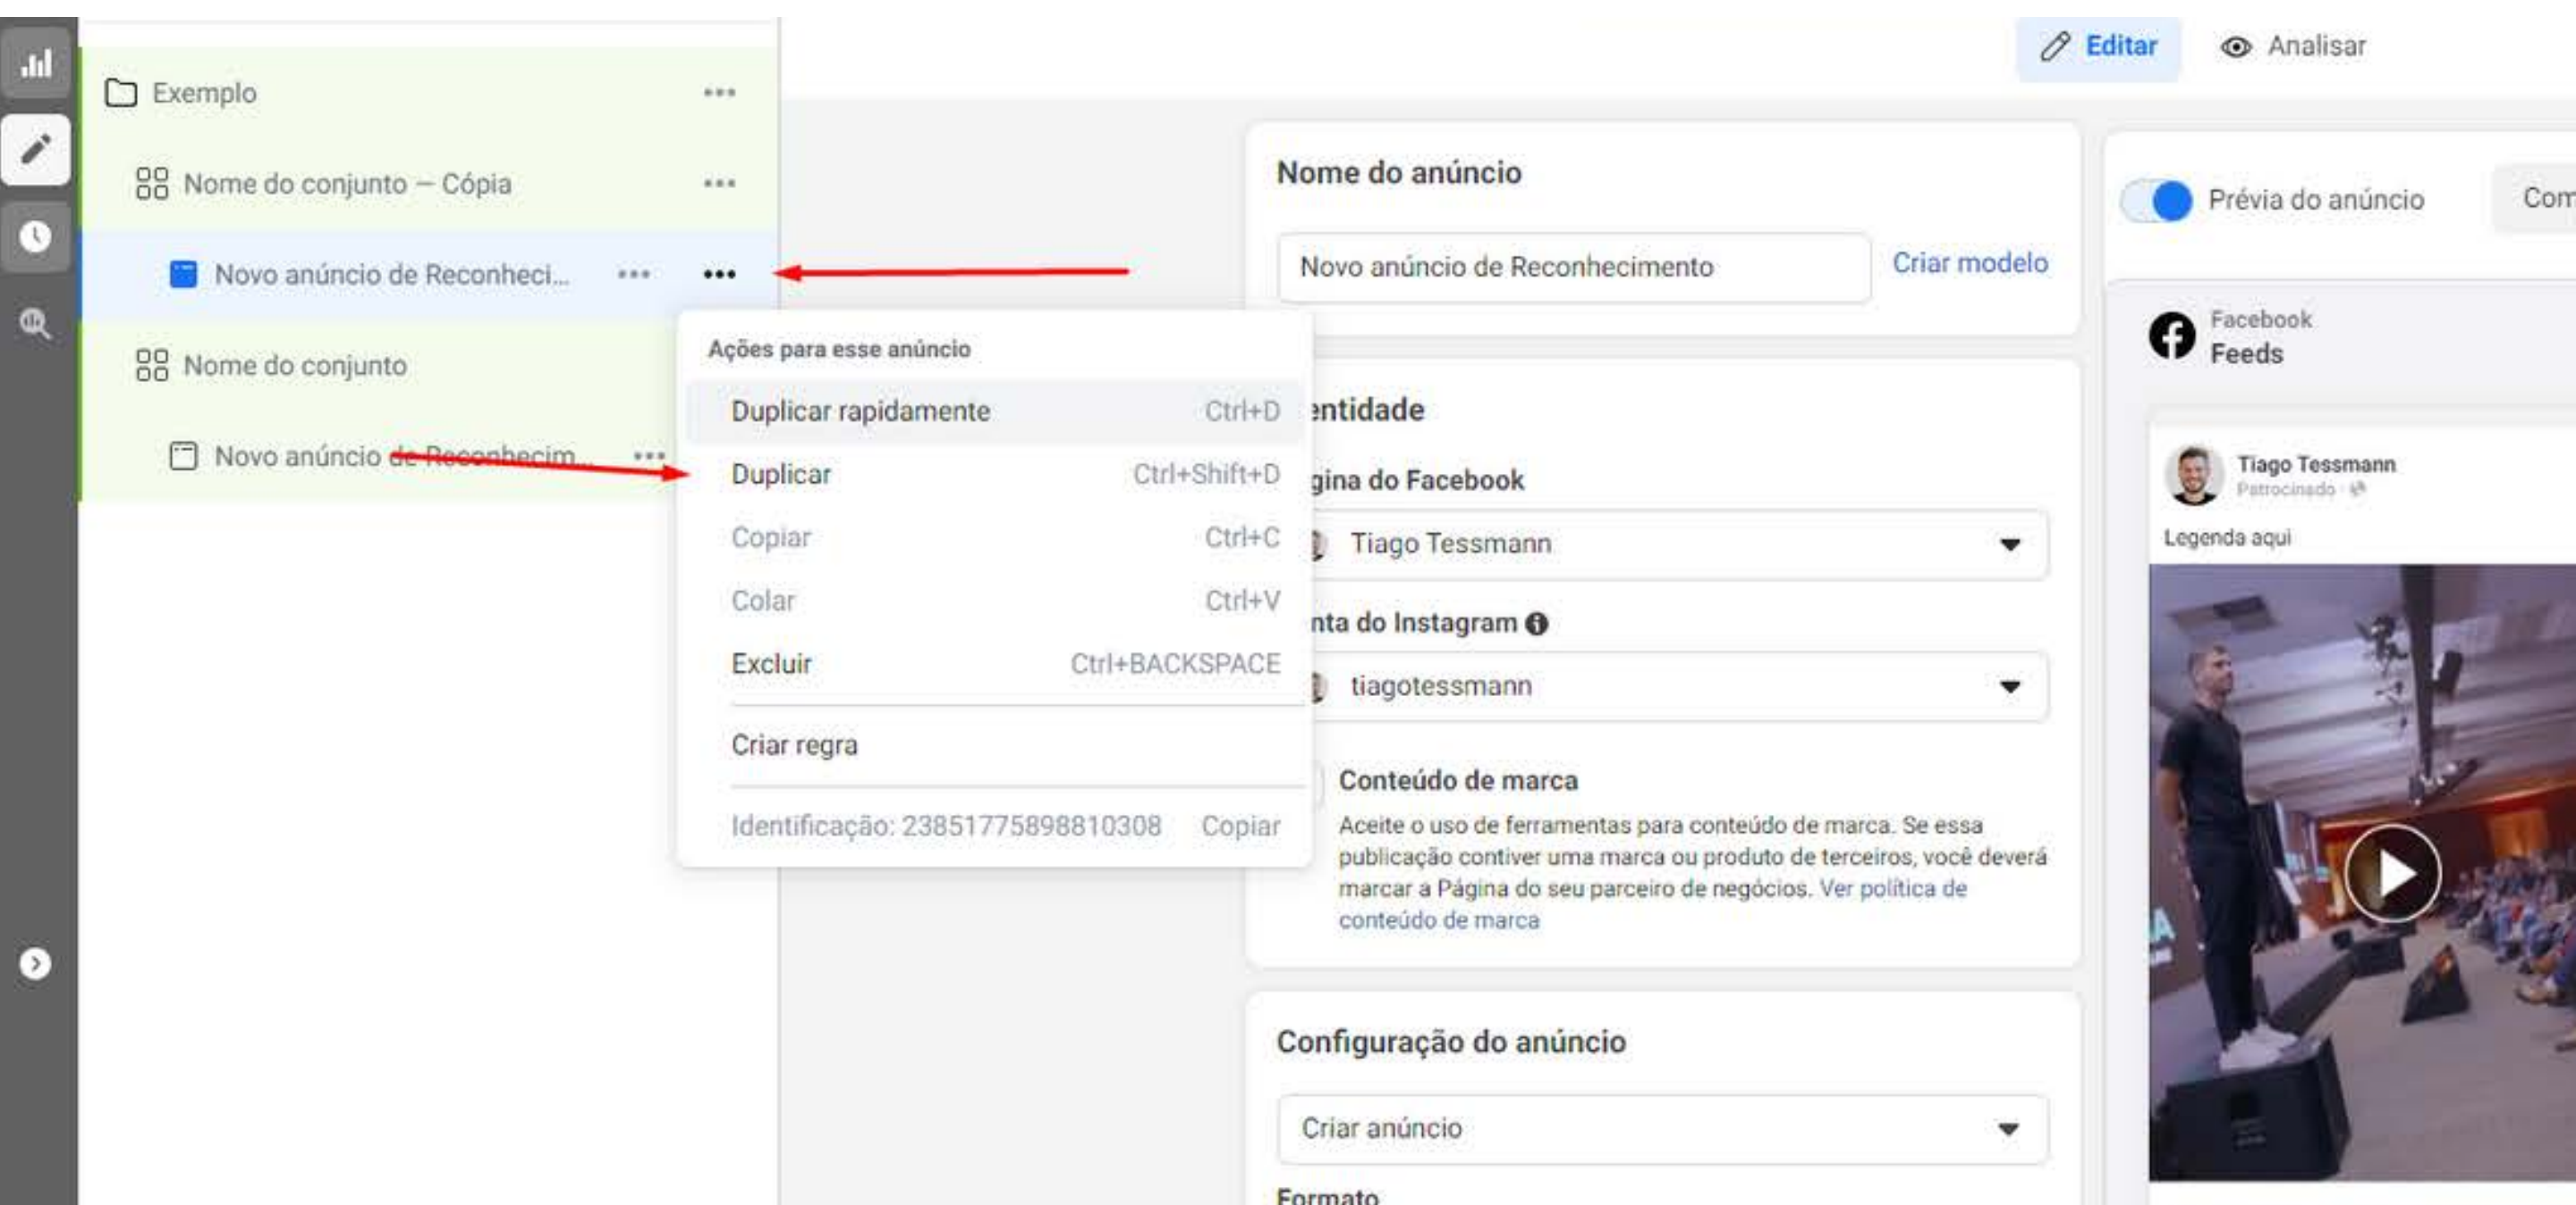 Editar
Analisar
Exemplo
Nome do conjunto – Cópia
Novo anúncio de Reconheci...
Nome do conjunto
Novo anúncio de Reconhecim...
Ações para esse anúncio
Duplicar rapidamente Ctrl+D
Duplicar Ctrl+Shift+D
Copiar Ctrl+C
Colar Ctrl+V
Excluir Ctrl+BACKSPACE
Criar regra
Identificação: 23851775898810308 Copiar
Nome do anúncio
Novo anúncio de Reconhecimento
Criar modelo
entidade
gina do Facebook
Tiago Tessmann
nta do Instagram
tiagotessmann
Conteúdo de marca
Aceite o uso de ferramentas para conteúdo de marca. Se essa
publicação contiver uma marca ou produto de terceiros, você deverá
marcar a Página do seu parceiro de negócios. Ver política de
conteúdo de marca
Configuração do anúncio
Criar anúncio
Formato
Prévia do anúncio
Com
Facebook
Feeds
Tiago Tessmann
Patrocinado
Legenda aqui